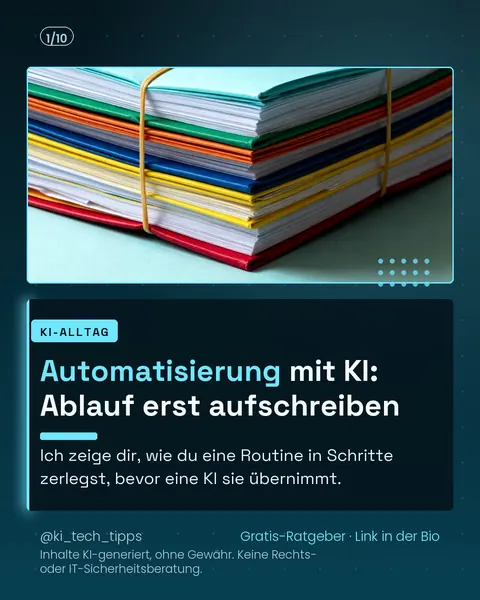 1/10
KI-ALLTAG
Automatisierung mit KI:
Ablauf erst aufschreiben
Ich zeige dir, wie du eine Routine in Schritte
zerlegst, bevor eine KI sie übernimmt.
@ki_tech_tipps
Gratis-Ratgeber · Link in der Bio
Inhalte KI-generiert, ohne Gewähr. Keine Rechts-
oder IT-Sicherheitsberatung.